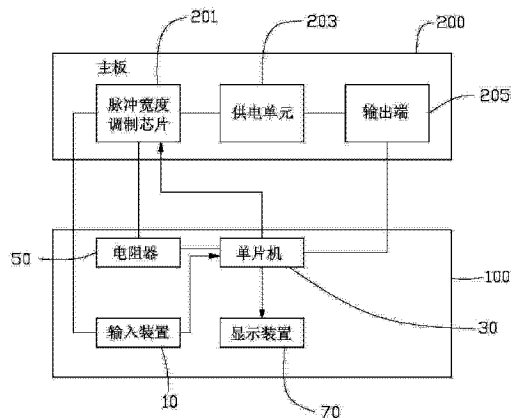 201
203
200
主板
脉冲宽度
调制芯片
供电单元
输出端
205
电阻器
单片机
50
100
输入装置
显示装置
30
10
70